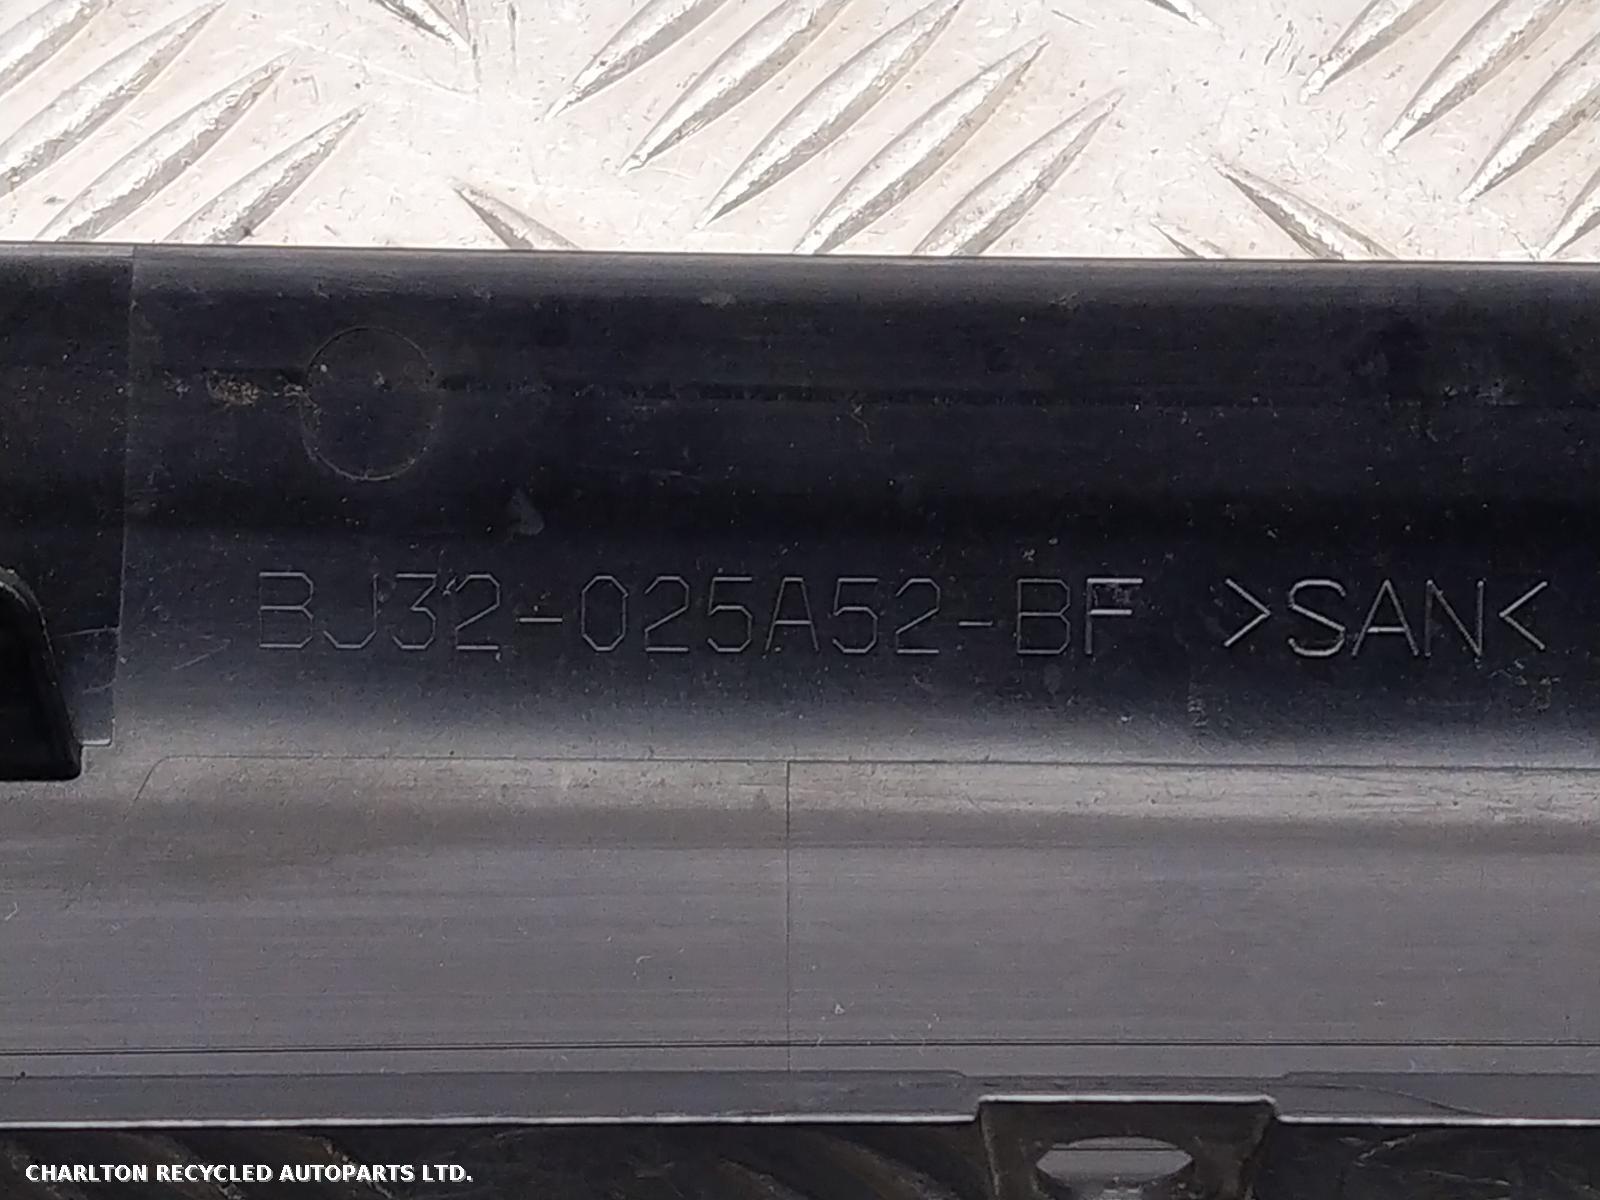 BJ32-025A52-BF >SAN<
CHARLTON RECYCLED AUTOPARTS LTD.